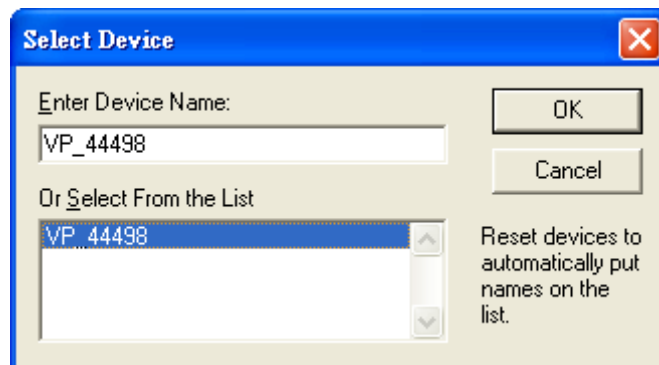 Select Device
Enter Device Name:
VP_44498
Or Select From the List
VP_44498
OK
Cancel
Reset devices to
automatically put
names on the
list.